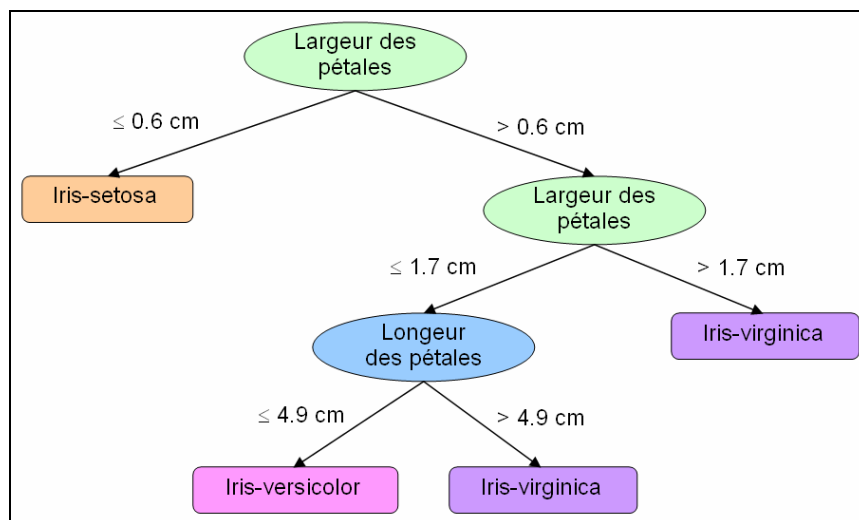 Largeur des
pétales
≤ 0.6 cm
> 0.6 cm
Iris-setosa
Largeur des
pétales
≤ 1.7 cm
> 1.7 cm
Longeur
des pétales
Iris-virginica
≤ 4.9 cm
> 4.9 cm
Iris-versicolor
Iris-virginica